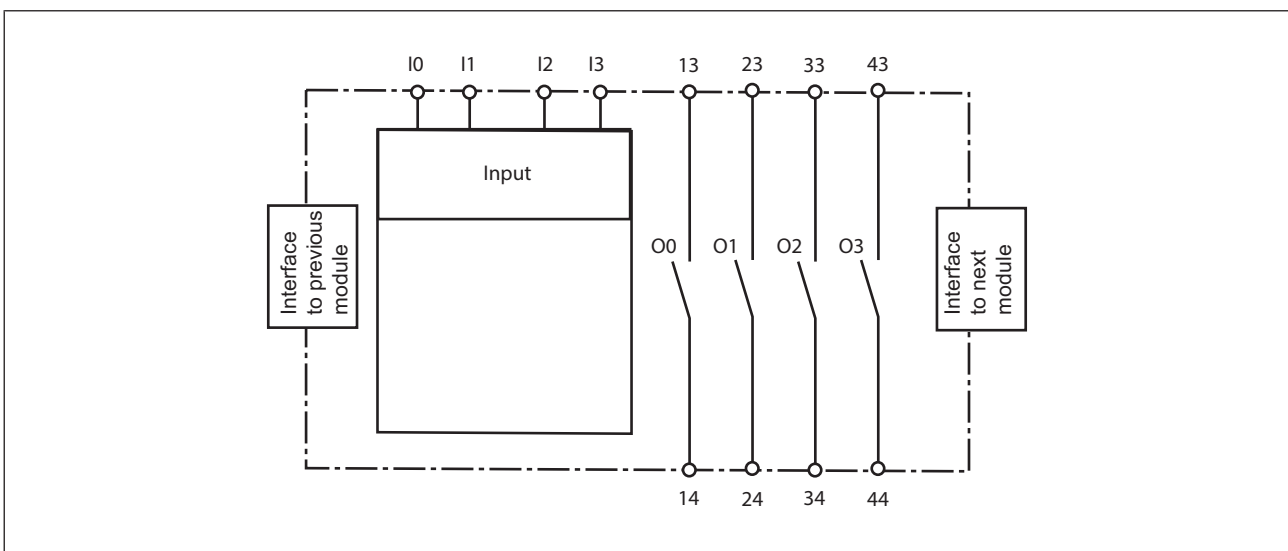 I0 I1 I2 I3 13 23 33 43
Input
Interface
to previous
module
O0 O1 O2 O3
Interface
to next
module
14 24 34 44